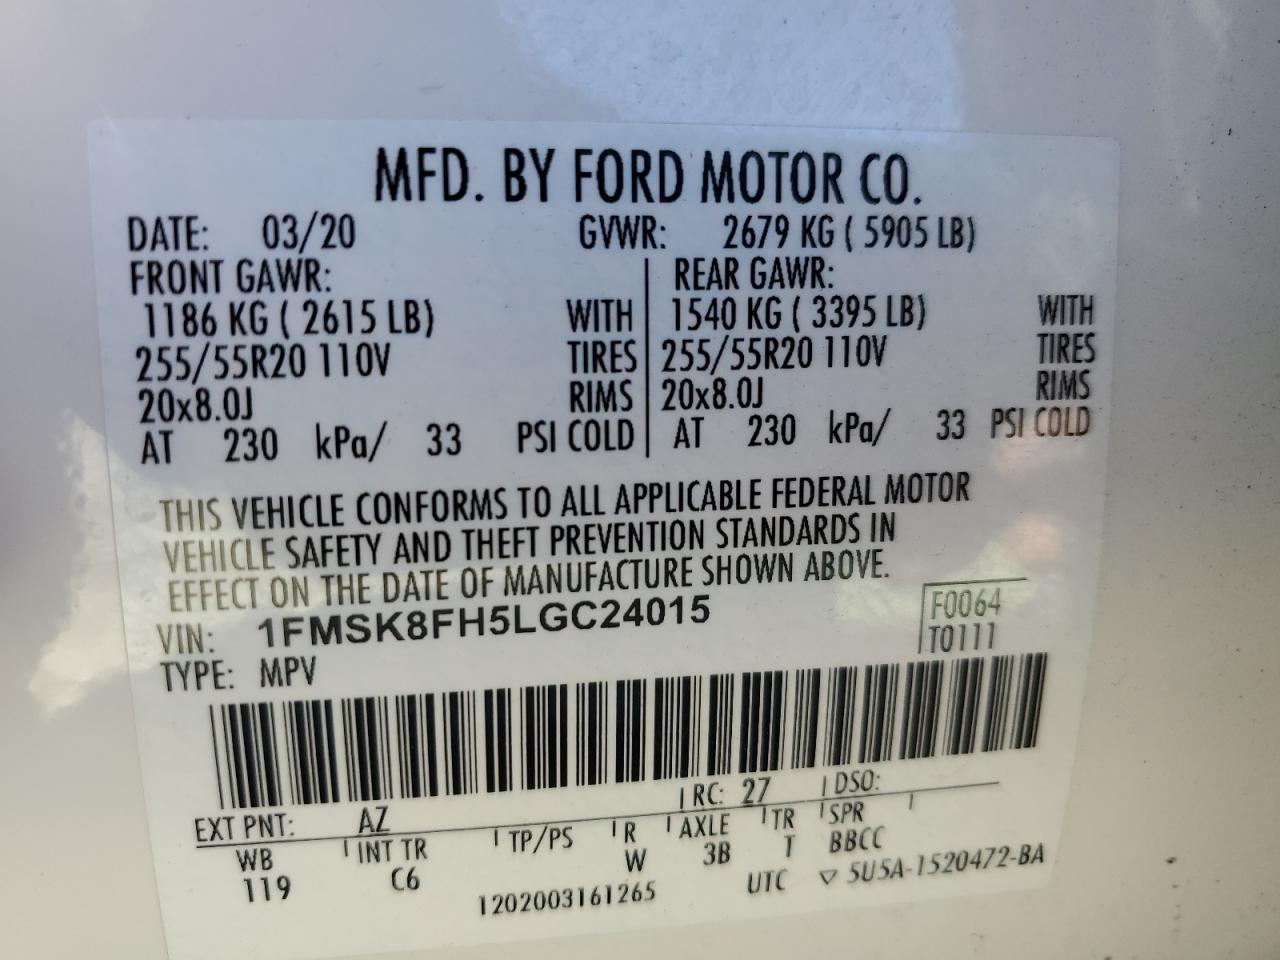 MFD. BY FORD MOTOR CO.
DATE: 03/20 GVWR: 2679 KG ( 5905 LB)
FRONT GAWR: REAR GAWR:
1186 KG ( 2615 LB) WITH 1540 KG ( 3395 LB) WITH
255/55R20 110V TIRES 255/55R20 110V TIRES
20x8.0J RIMS 20x8.0J RIMS
AT 230 kPa/ 33 PSI COLD AT 230 kPa/ 33 PSI COLD
THIS VEHICLE CONFORMS TO ALL APPLICABLE FEDERAL MOTOR
VEHICLE SAFETY AND THEFT PREVENTION STANDARDS IN
EFFECT ON THE DATE OF MANUFACTURE SHOWN ABOVE.
VIN: 1FMSK8FH5LGC24015 F0064
TYPE: MPV T0111
EXT PNT: AZ RC: 27 DSO:
WB INT TR TP/PS R AXLE TR SPR
119 C6 W 3B T BBCC
1202003161265 UTC ▽ 5U5A-1520472-BA